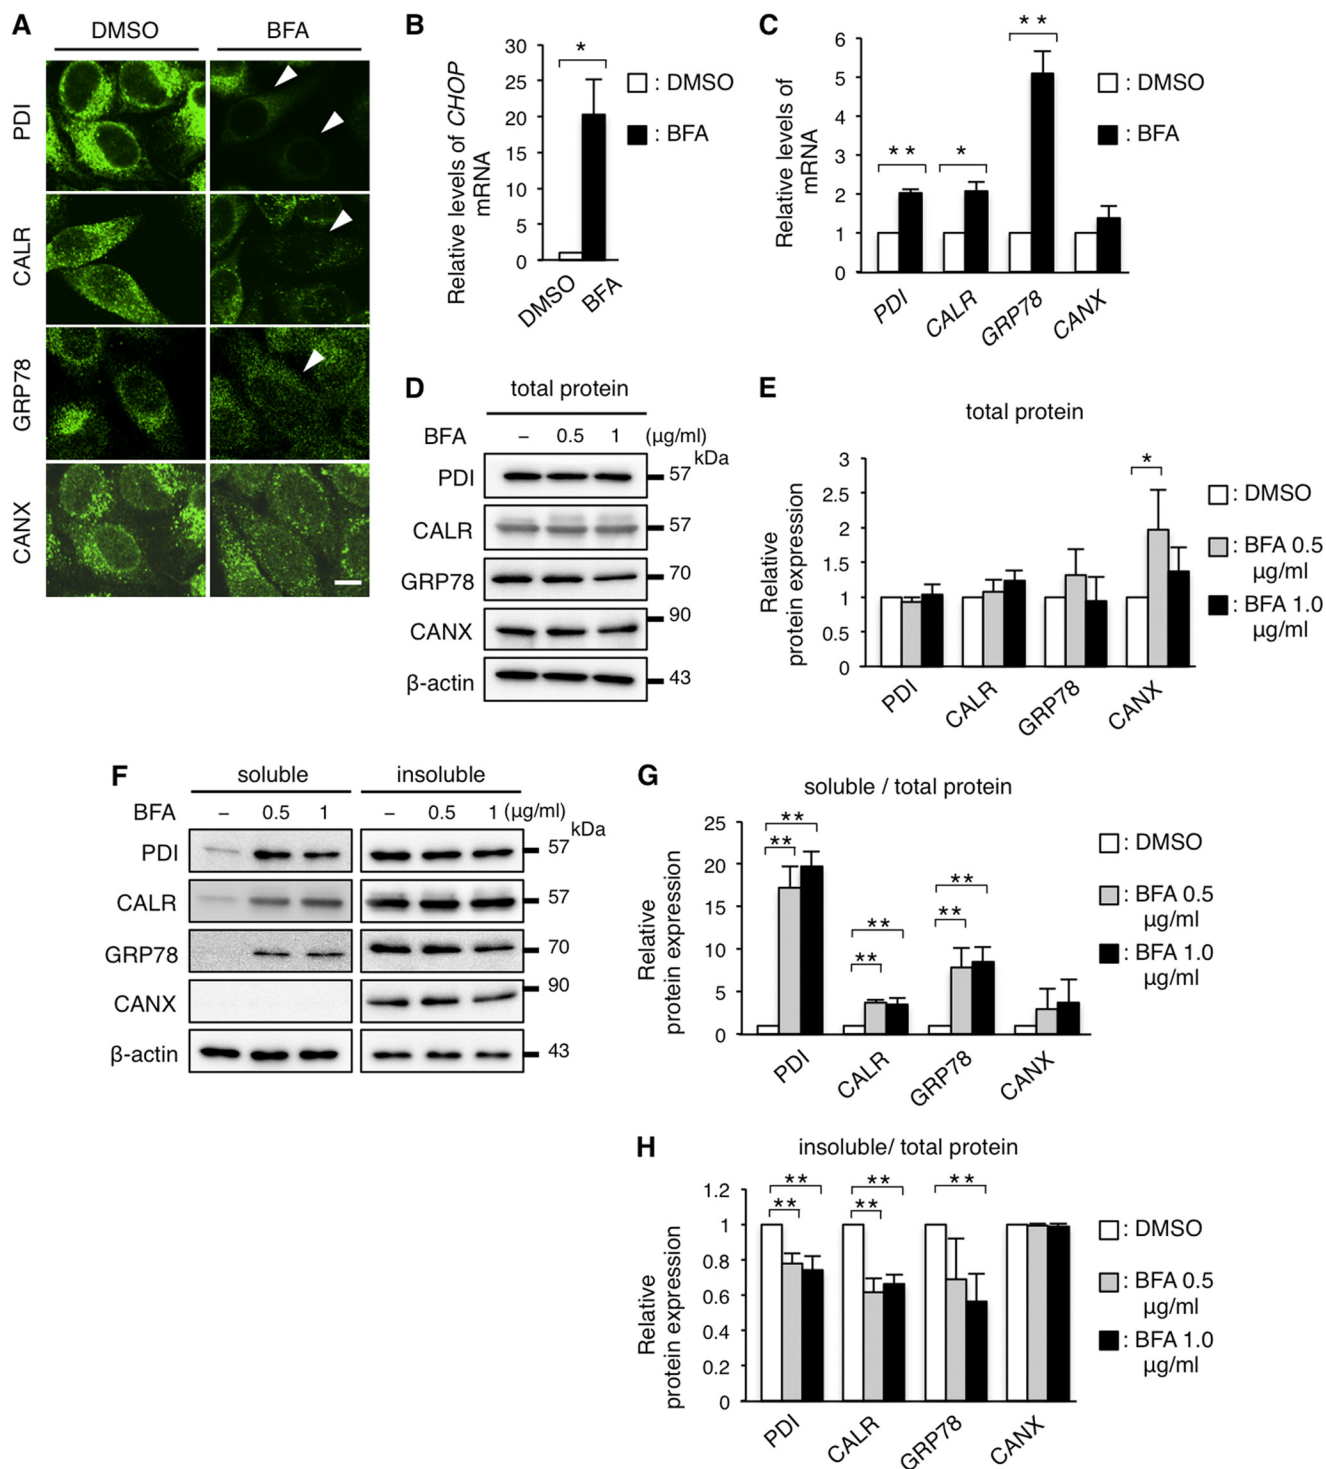 A
DMSO BFA
PDI
CALR
GRP78
CANX
B
Relative levels of CHOP
mRNA
30
25
20
15
10
5
0
*
: DMSO
: BFA
DMSO
BFA
C
Relative levels of
mRNA
6
5
4
3
2
1
0
** * **
: DMSO
: BFA
PDI CALR GRP78 CANX
D
total protein
BFA – 0.5 1 (μg/ml)
kDa
PDI 57
CALR 57
GRP78 70
90
CANX
β-actin 43
E
total protein
Relative
protein expression
3
2.5
2
1.5
1
0.5
0
*
: DMSO
: BFA 0.5
μg/ml
: BFA 1.0
μg/ml
PDI CALR GRP78 CANX
F
soluble insoluble
BFA – 0.5 1 – 0.5 1 (μg/ml)
kDa
PDI 57
CALR 57
GRP78 70
90
CANX
β-actin 43
G
soluble / total protein
Relative
protein expression
25
20
15
10
5
0
**
**
**
**
**
**
: DMSO
: BFA 0.5
μg/ml
: BFA 1.0
μg/ml
PDI CALR GRP78 CANX
H
insoluble/ total protein
Relative
protein expression
1.2
1
0.8
0.6
0.4
0.2
0
** ** **
** **
: DMSO
: BFA 0.5
μg/ml
: BFA 1.0
μg/ml
PDI CALR GRP78 CANX